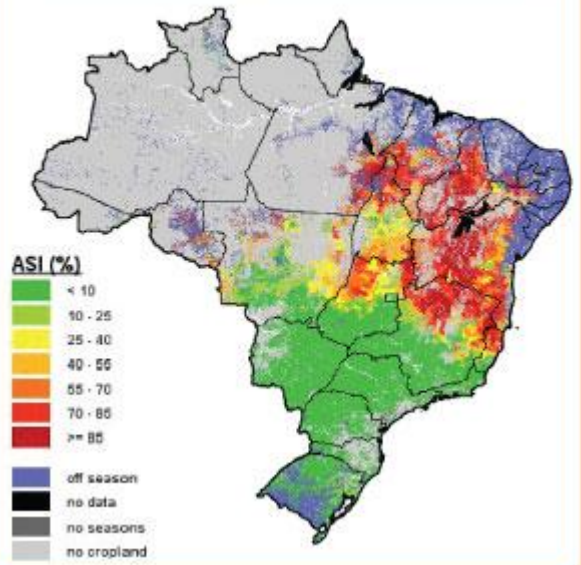 ASI (%)
< 10
10 - 25
25 - 40
40 - 55
55 - 70
70 - 85
>= 85
off season
no data
no seasons
no cropland